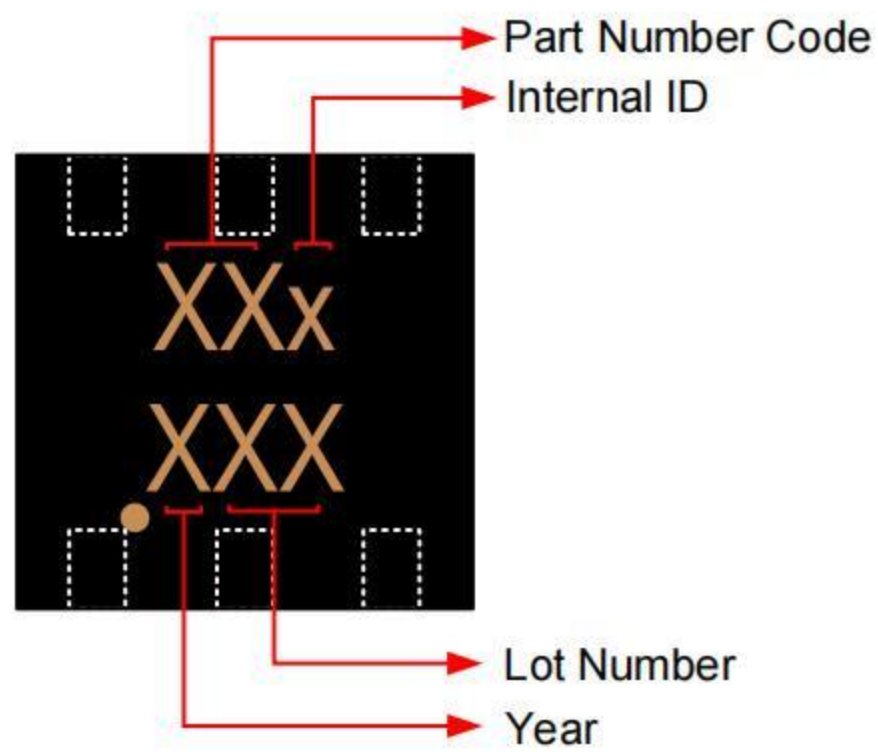 Part Number Code
Internal ID
XXx
XXX
Lot Number
Year